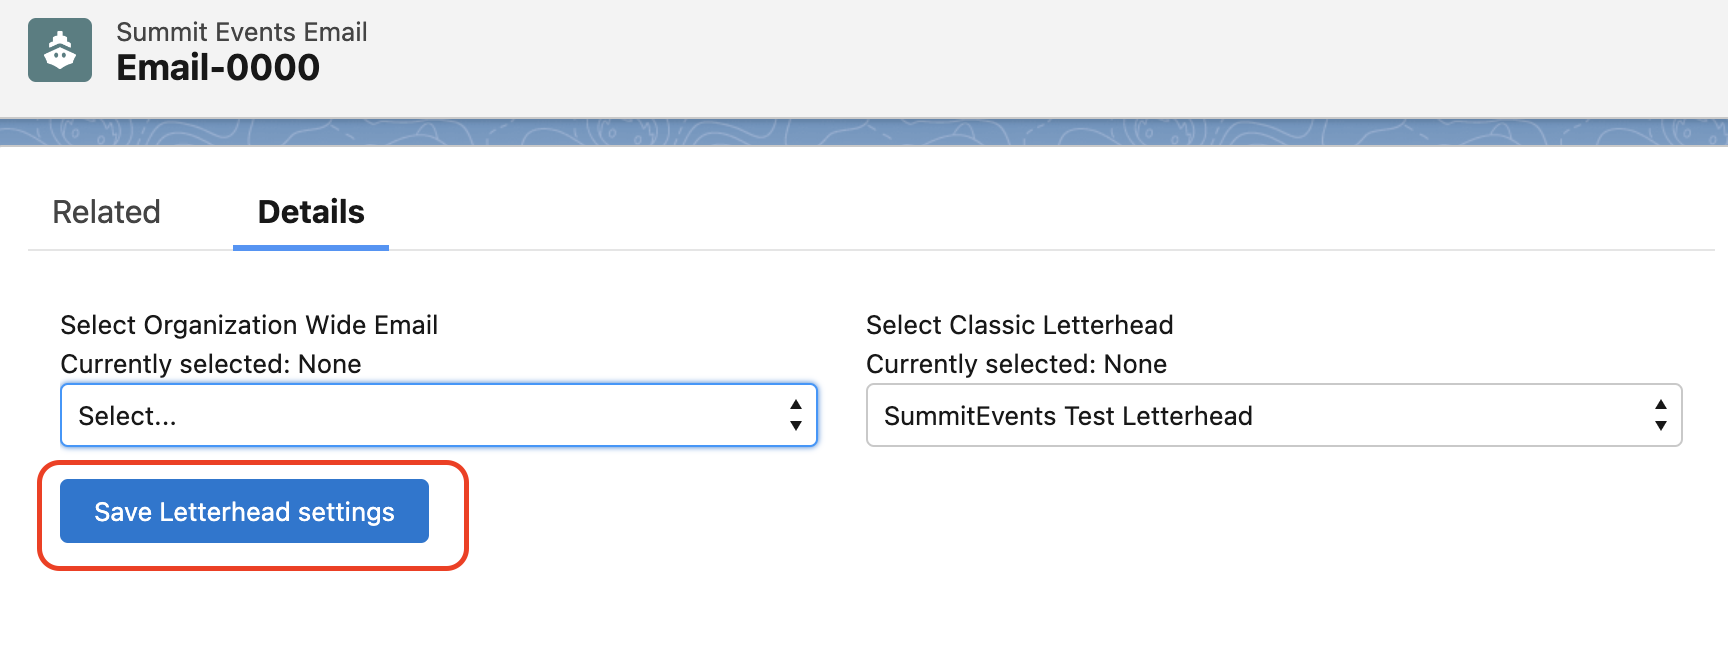 Summit Events Email
Email-0000
Related Details
Select Organization Wide Email
Currently selected: None
Select...
Save Letterhead settings
Select Classic Letterhead
Currently selected: None
SummitEvents Test Letterhead